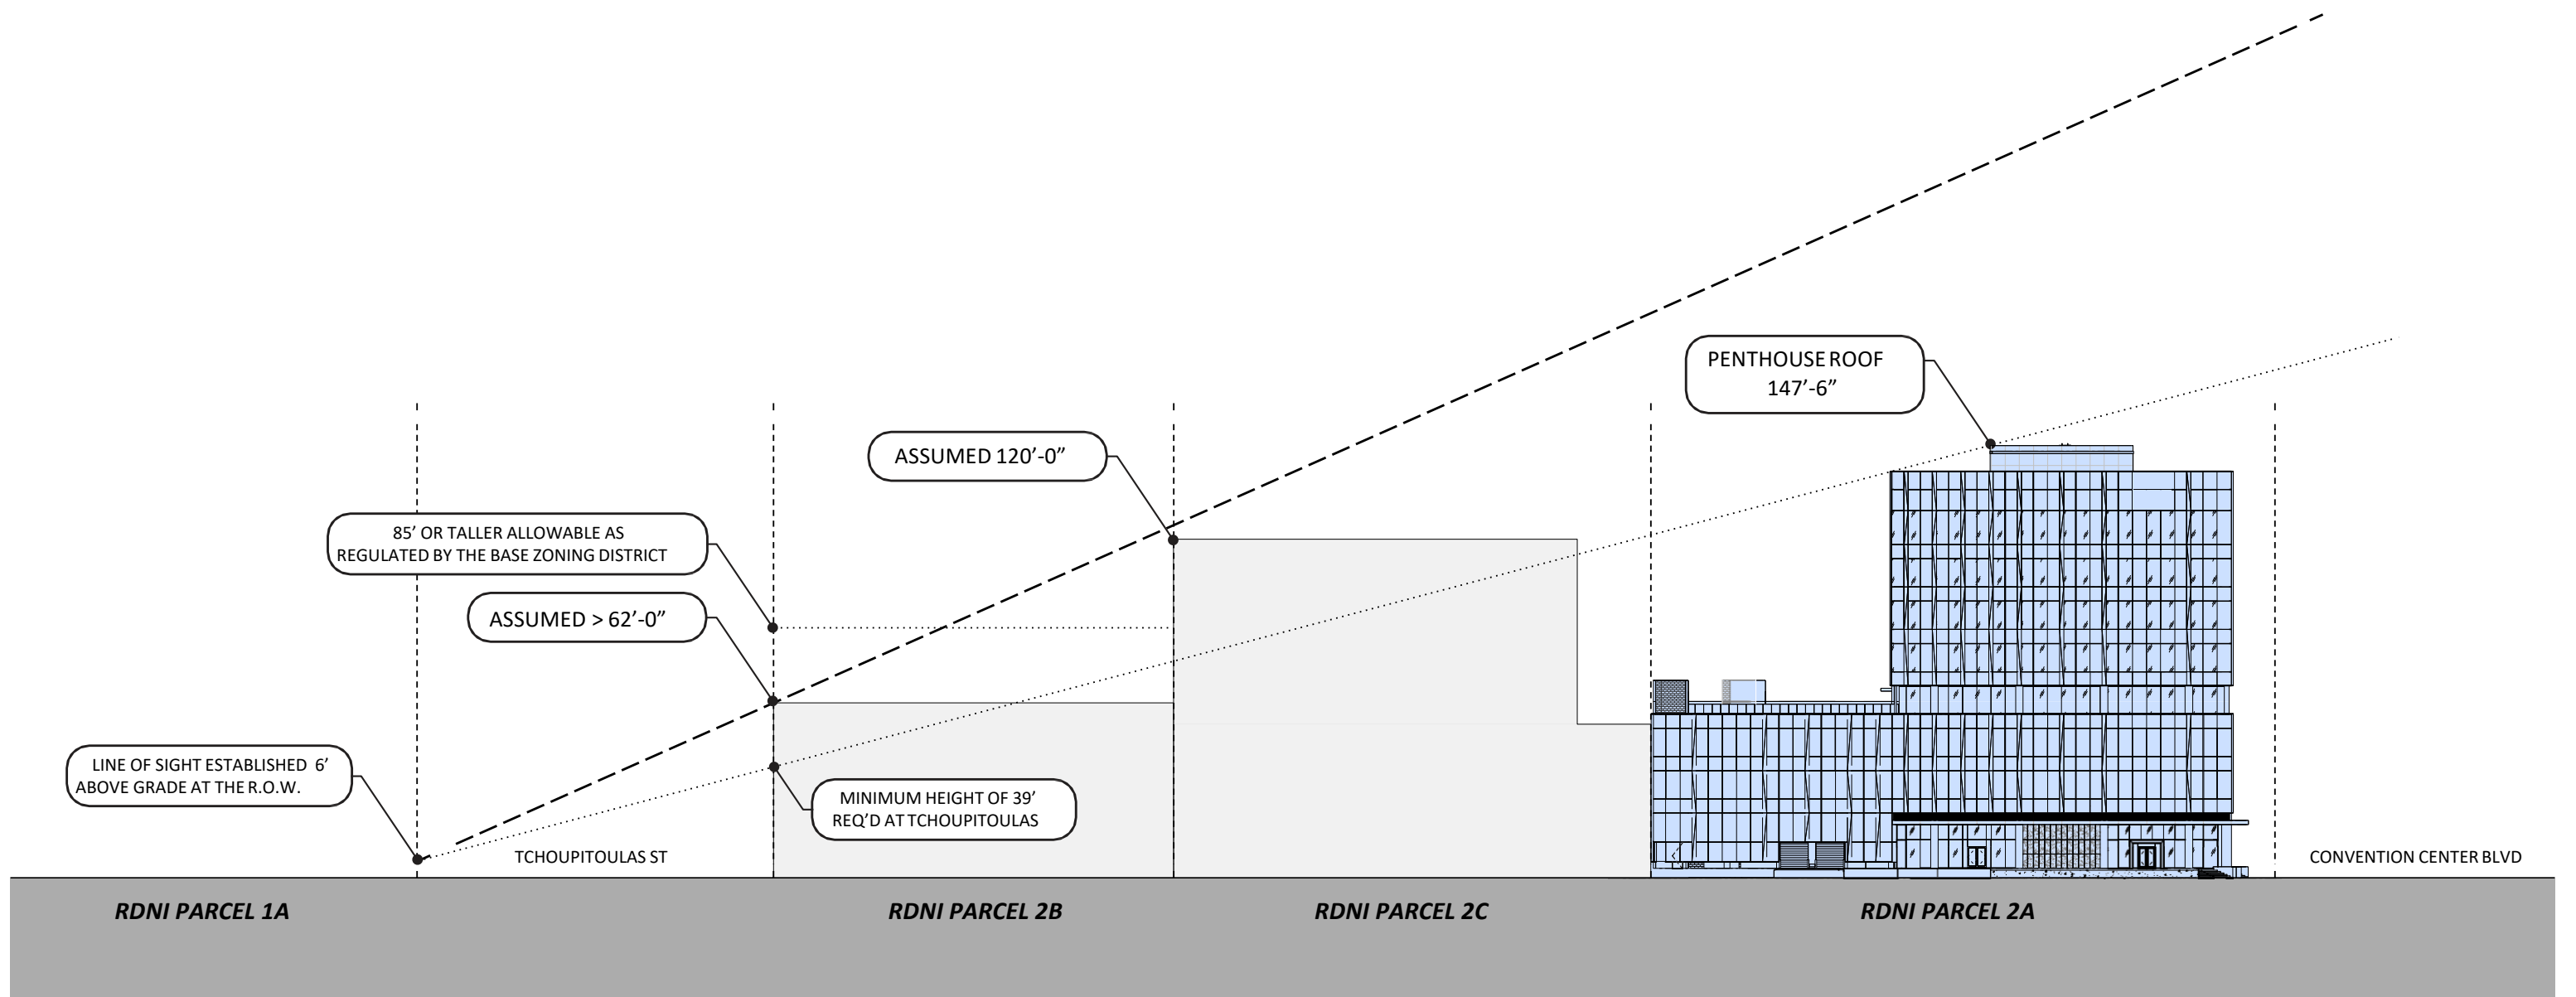 PENTHOUSE ROOF
147’-6”
ASSUMED 120’-0”
85’ OR TALLER ALLOWABLE AS
REGULATED BY THE BASE ZONING DISTRICT
ASSUMED > 62’-0”
LINE OF SIGHT ESTABLISHED 6’
ABOVE GRADE AT THE R.O.W.
MINIMUM HEIGHT OF 39’
REQ’D AT TCHOUPITOULAS
TCHOUPITOULAS ST
CONVENTION CENTER BLVD
RDNI PARCEL 1A
RDNI PARCEL 2B
RDNI PARCEL 2C
RDNI PARCEL 2A